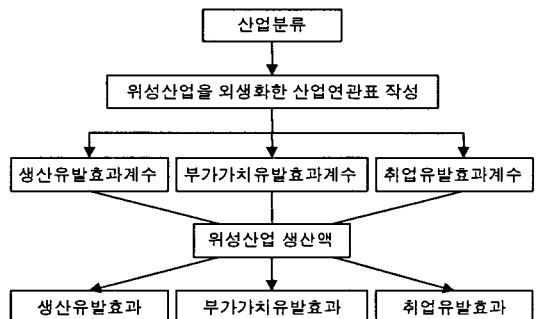 산업분류
위성산업을 외생화한 산업연관표 작성
생산유발효과계수 부가가치유발효과계수 취업유발효과계수
위성산업 생산액
생산유발효과 부가가치유발효과 취업유발효과